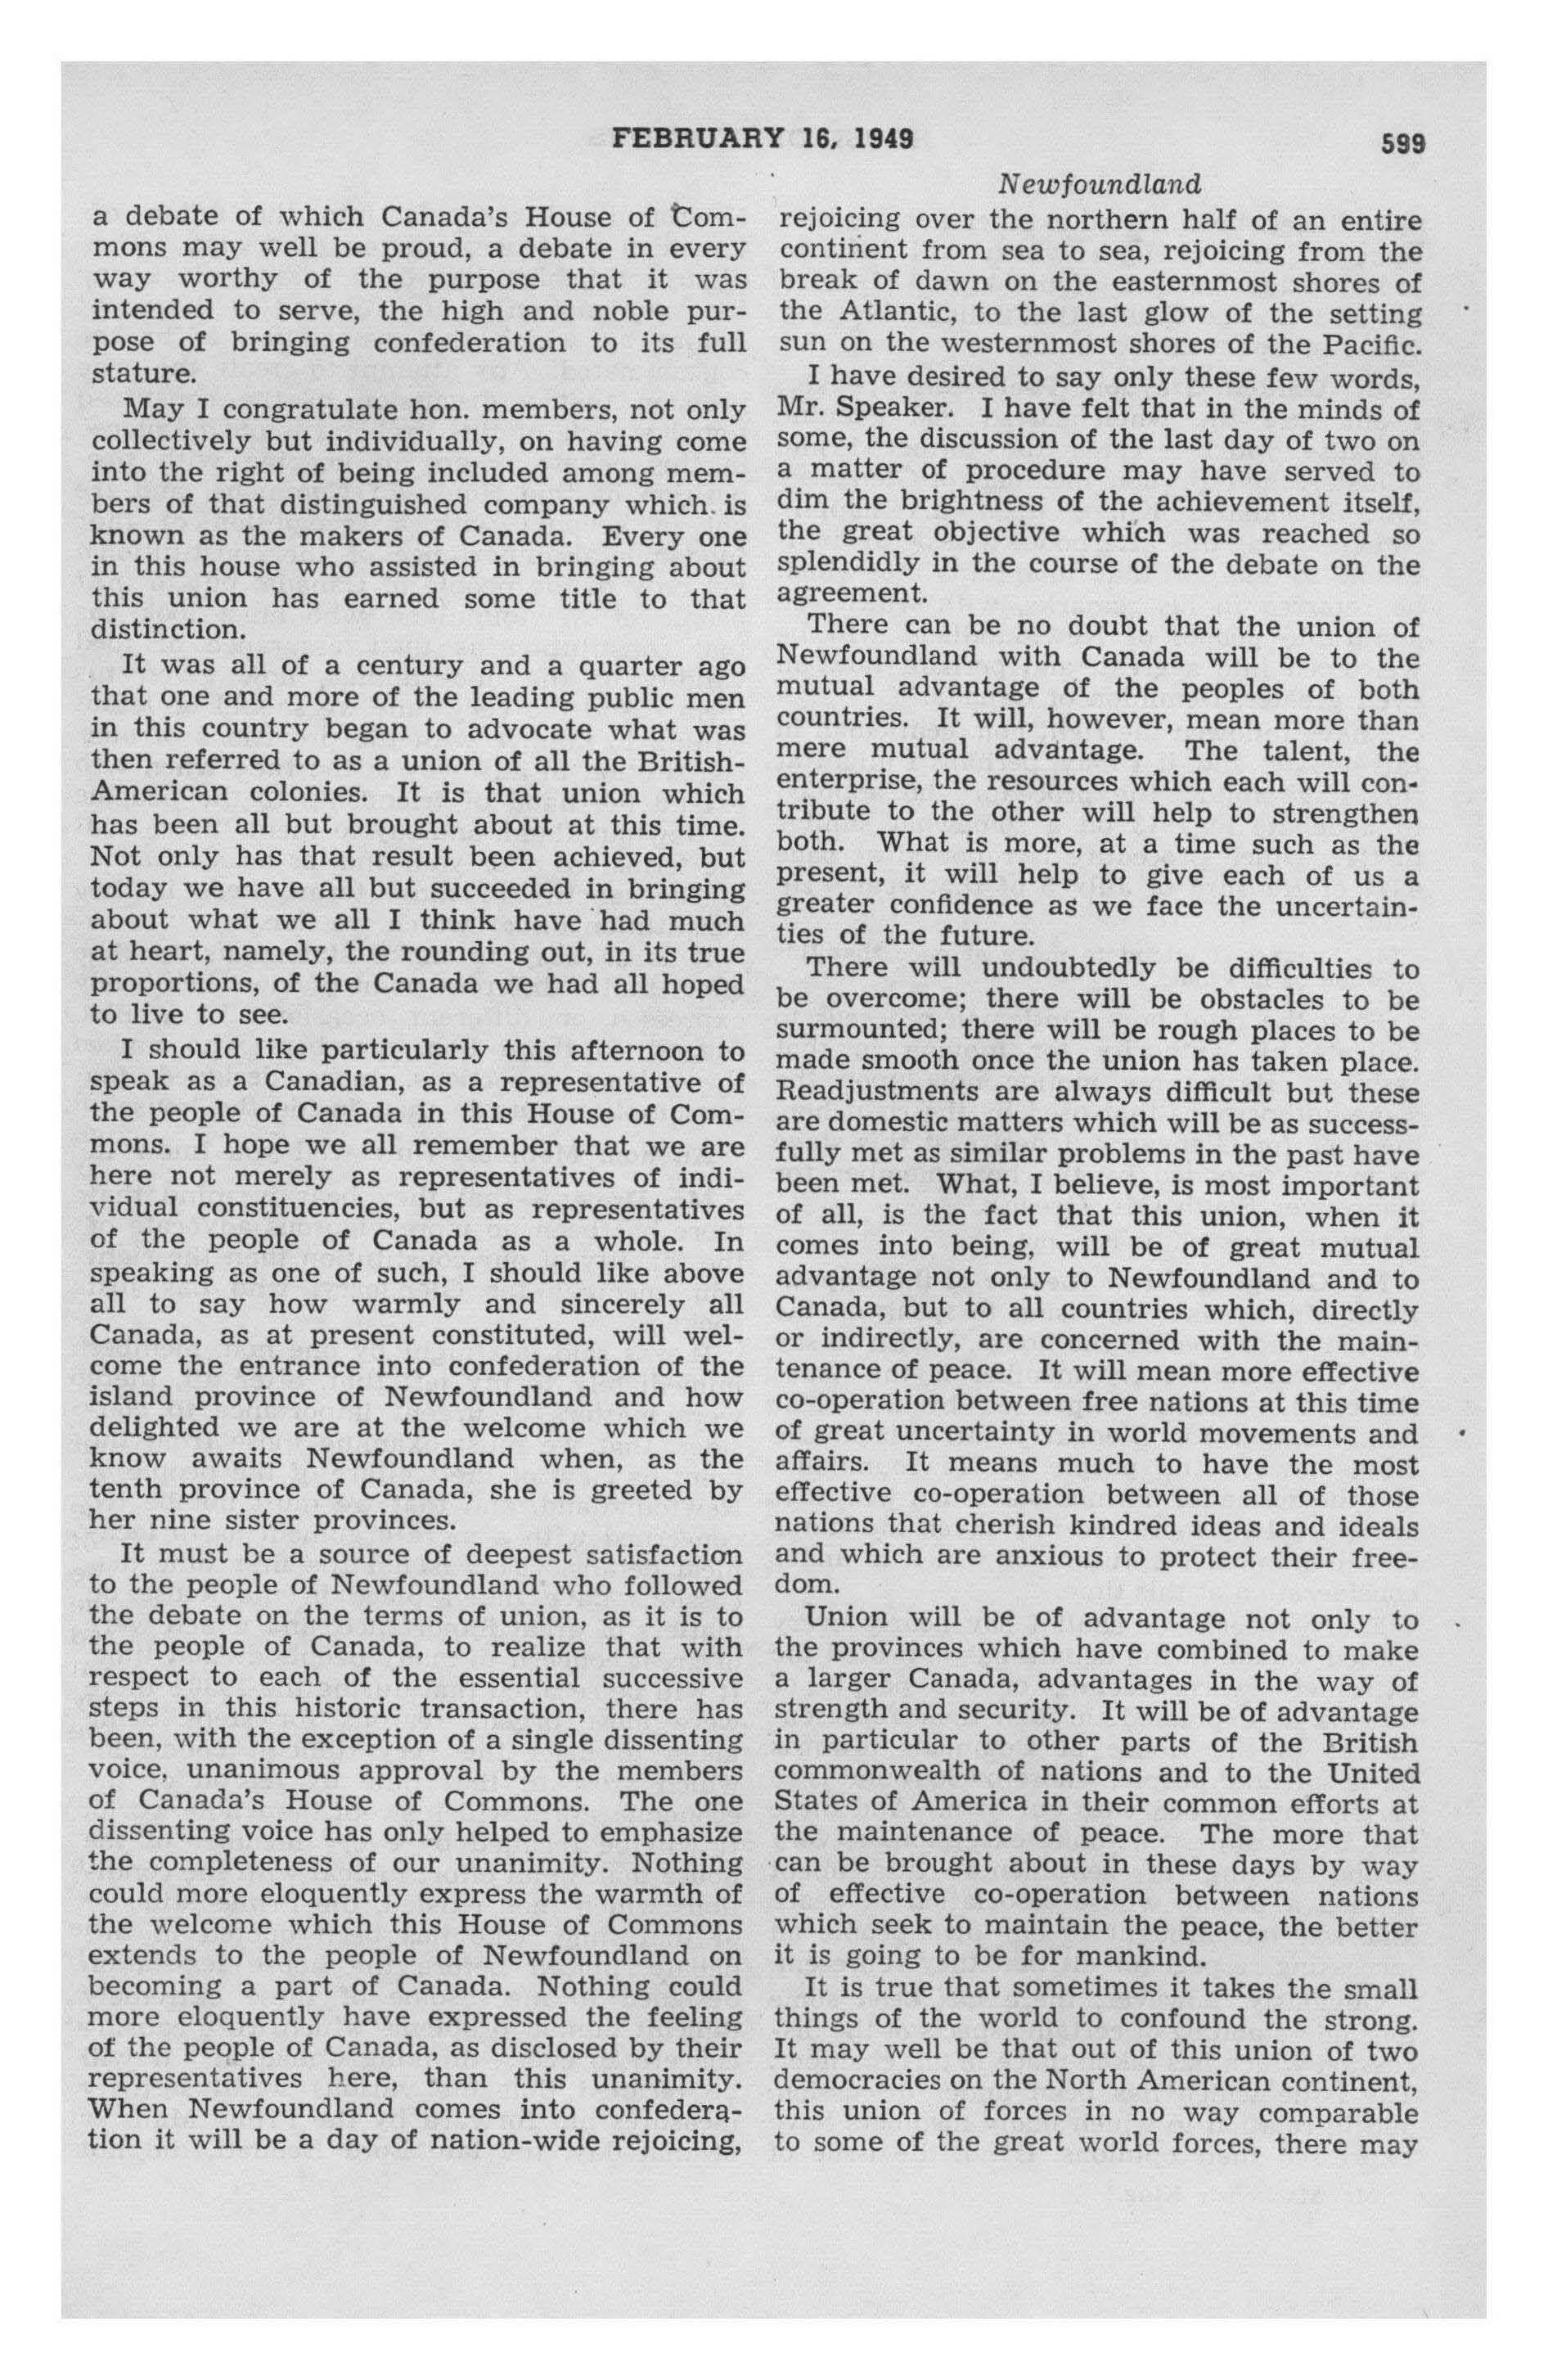 FEBRUARY 16, 1949
599
Newfoundland
a debate of which Canada's House of Com-
mons may well be proud, a debate in every
way worthy of the purpose that it was
intended to serve, the high and noble pur-
pose of bringing confederation to its full
stature.
May I congratulate hon. members, not only
collectively but individually, on having come
into the right of being included among mem-
bers of that distinguished company which is
known as the makers of Canada. Every one
in this house who assisted in bringing about
this union has earned some title to that
distinction.
It was all of a century and a quarter ago
that one and more of the leading public men
in this country began to advocate what was
then referred to as a union of all the British-
American colonies. It is that union which
has been all but brought about at this time.
Not only has that result been achieved, but
today we have all but succeeded in bringing
about what we all I think have had much
at heart, namely, the rounding out, in its true
proportions, of the Canada we had all hoped
to live to see.
I should like particularly this afternoon to
speak as a Canadian, as a representative of
the people of Canada in this House of Com-
mons. I hope we all remember that we are
here not merely as representatives of indi-
vidual constituencies, but as representatives
of the people of Canada as a whole. In
speaking as one of such, I should like above
all to say how warmly and sincerely all
Canada, as at present constituted, will wel-
come the entrance into confederation of the
island province of Newfoundland and how
delighted we are at the welcome which we
know awaits Newfoundland when, as the
tenth province of Canada, she is greeted by
her nine sister provinces.
It must be a source of deepest satisfaction
to the people of Newfoundland who followed
the debate on the terms of union, as it is to
the people of Canada, to realize that with
respect to each of the essential successive
steps in this historic transaction, there has
been, with the exception of a single dissenting
voice, unanimous approval by the members
of Canada's House of Commons. The one
dissenting voice has only helped to emphasize
the completeness of our unanimity. Nothing
could more eloquently express the warmth of
the welcome which this House of Commons
extends to the people of Newfoundland on
becoming a part of Canada. Nothing could
more eloquently have expressed the feeling
of the people of Canada, as disclosed by their
representatives here, than this unanimity.
When Newfoundland comes into confedera-
tion it will be a day of nation-wide rejoicing,
rejoicing over the northern half of an entire
continent from sea to sea, rejoicing from the
break of dawn on the easternmost shores of
the Atlantic, to the last glow of the setting
sun on the westernmost shores of the Pacific.
I have desired to say only these few words,
Mr. Speaker. I have felt that in the minds of
some, the discussion of the last day of two on
a matter of procedure may have served to
dim the brightness of the achievement itself,
the great objective which was reached so
splendidly in the course of the debate on the
agreement.
There can be no doubt that the union of
Newfoundland with Canada will be to the
mutual advantage of the peoples of both
countries. It will, however, mean more than
mere mutual advantage. The talent, the
enterprise, the resources which each will con-
tribute to the other will help to strengthen
both. What is more, at a time such as the
present, it will help to give each of us a
greater confidence as we face the uncertain-
ties of the future.
There will undoubtedly be difficulties to
be overcome; there will be obstacles to be
surmounted; there will be rough places to be
made smooth once the union has taken place.
Readjustments are always difficult but these
are domestic matters which will be as success-
fully met as similar problems in the past have
been met. What, I believe, is most important
of all, is the fact that this union, when it
comes into being, will be of great mutual
advantage not only to Newfoundland and to
Canada, but to all countries which, directly
or indirectly, are concerned with the main-
tenance of peace. It will mean more effective
co-operation between free nations at this time
of great uncertainty in world movements and
affairs. It means much to have the most
effective co-operation between all of those
nations that cherish kindred ideas and ideals
and which are anxious to protect their free-
dom.
Union will be of advantage not only to
the provinces which have combined to make
a larger Canada, advantages in the way of
strength and security. It will be of advantage
in particular to other parts of the British
commonwealth of nations and to the United
States of America in their common efforts at
the maintenance of peace. The more that
can be brought about in these days by way
of effective co-operation between nations
which seek to maintain the peace, the better
it is going to be for mankind.
It is true that sometimes it takes the small
things of the world to confound the strong.
It may well be that out of this union of two
democracies on the North American continent,
this union of forces in no way comparable
to some of the great world forces, there may